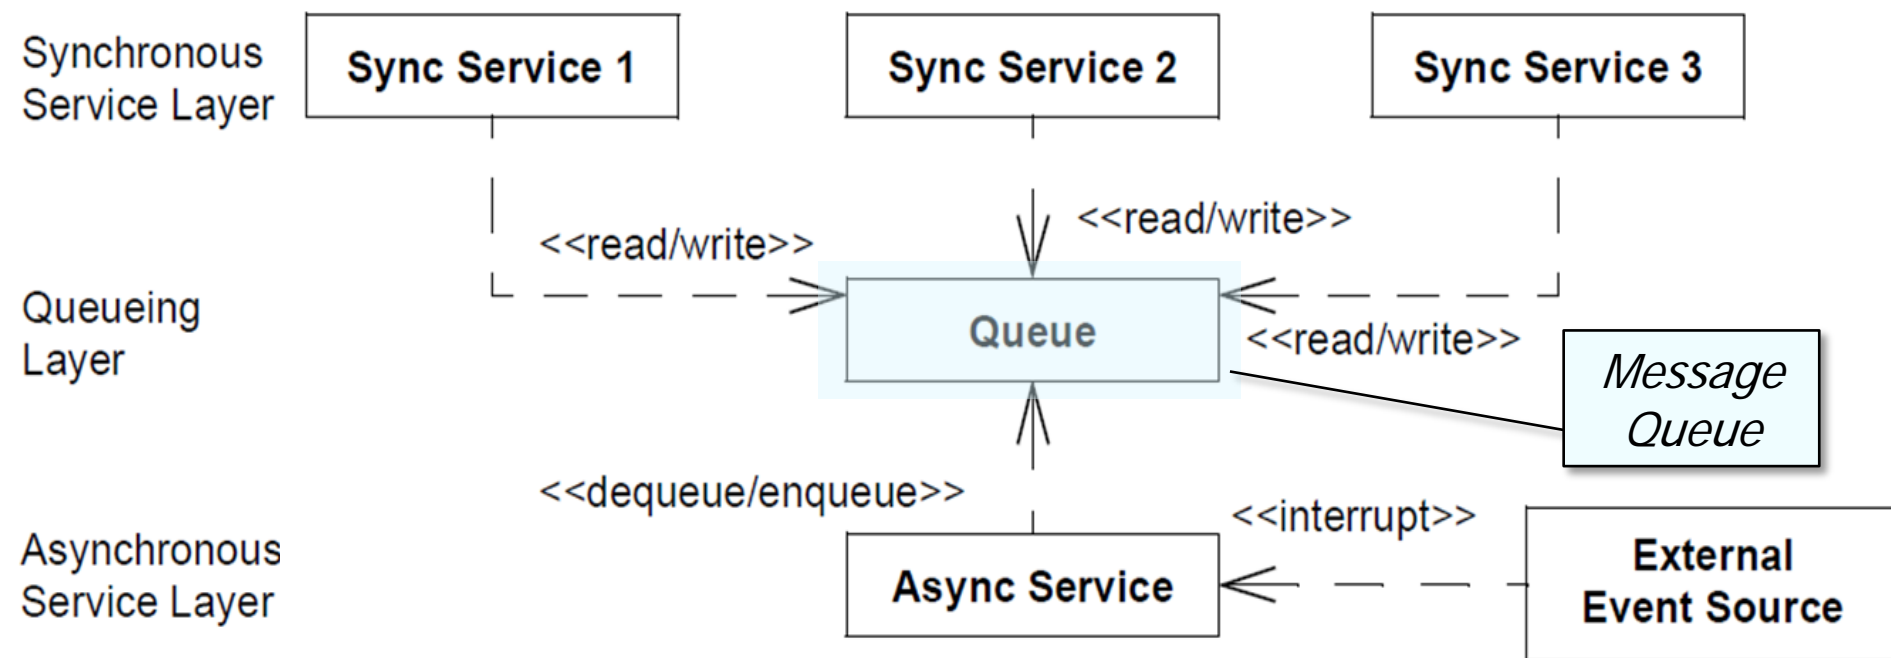 Synchronous
Service Layer
Sync Service 1
Sync Service 2
Sync Service 3
<<read/write>>
<<read/write>>
Queueing
Layer
Queue
<<read/write>>
Message
Queue
<<dequeue/enqueue>>
<<interrupt>>
Asynchronous
Service Layer
Async Service
External
Event Source